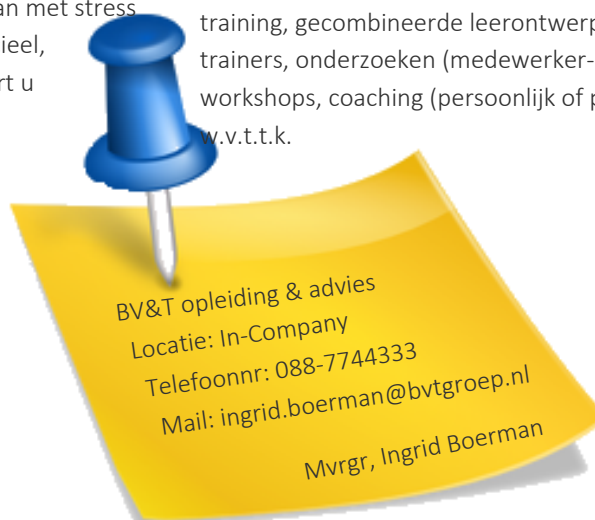 an met stress
ieel,
rt u
training, gecombineerde leerontwerp
trainers, onderzoeken (medewerker-
workshops, coaching (persoonlijk of p
w.v.t.t.k.
BV&T opleiding & advies
Locatie: In-Company
Telefoonnr: 088-7744333
Mail: ingrid.boerman@bvtgroep.nl
Mvrgr, Ingrid Boerman